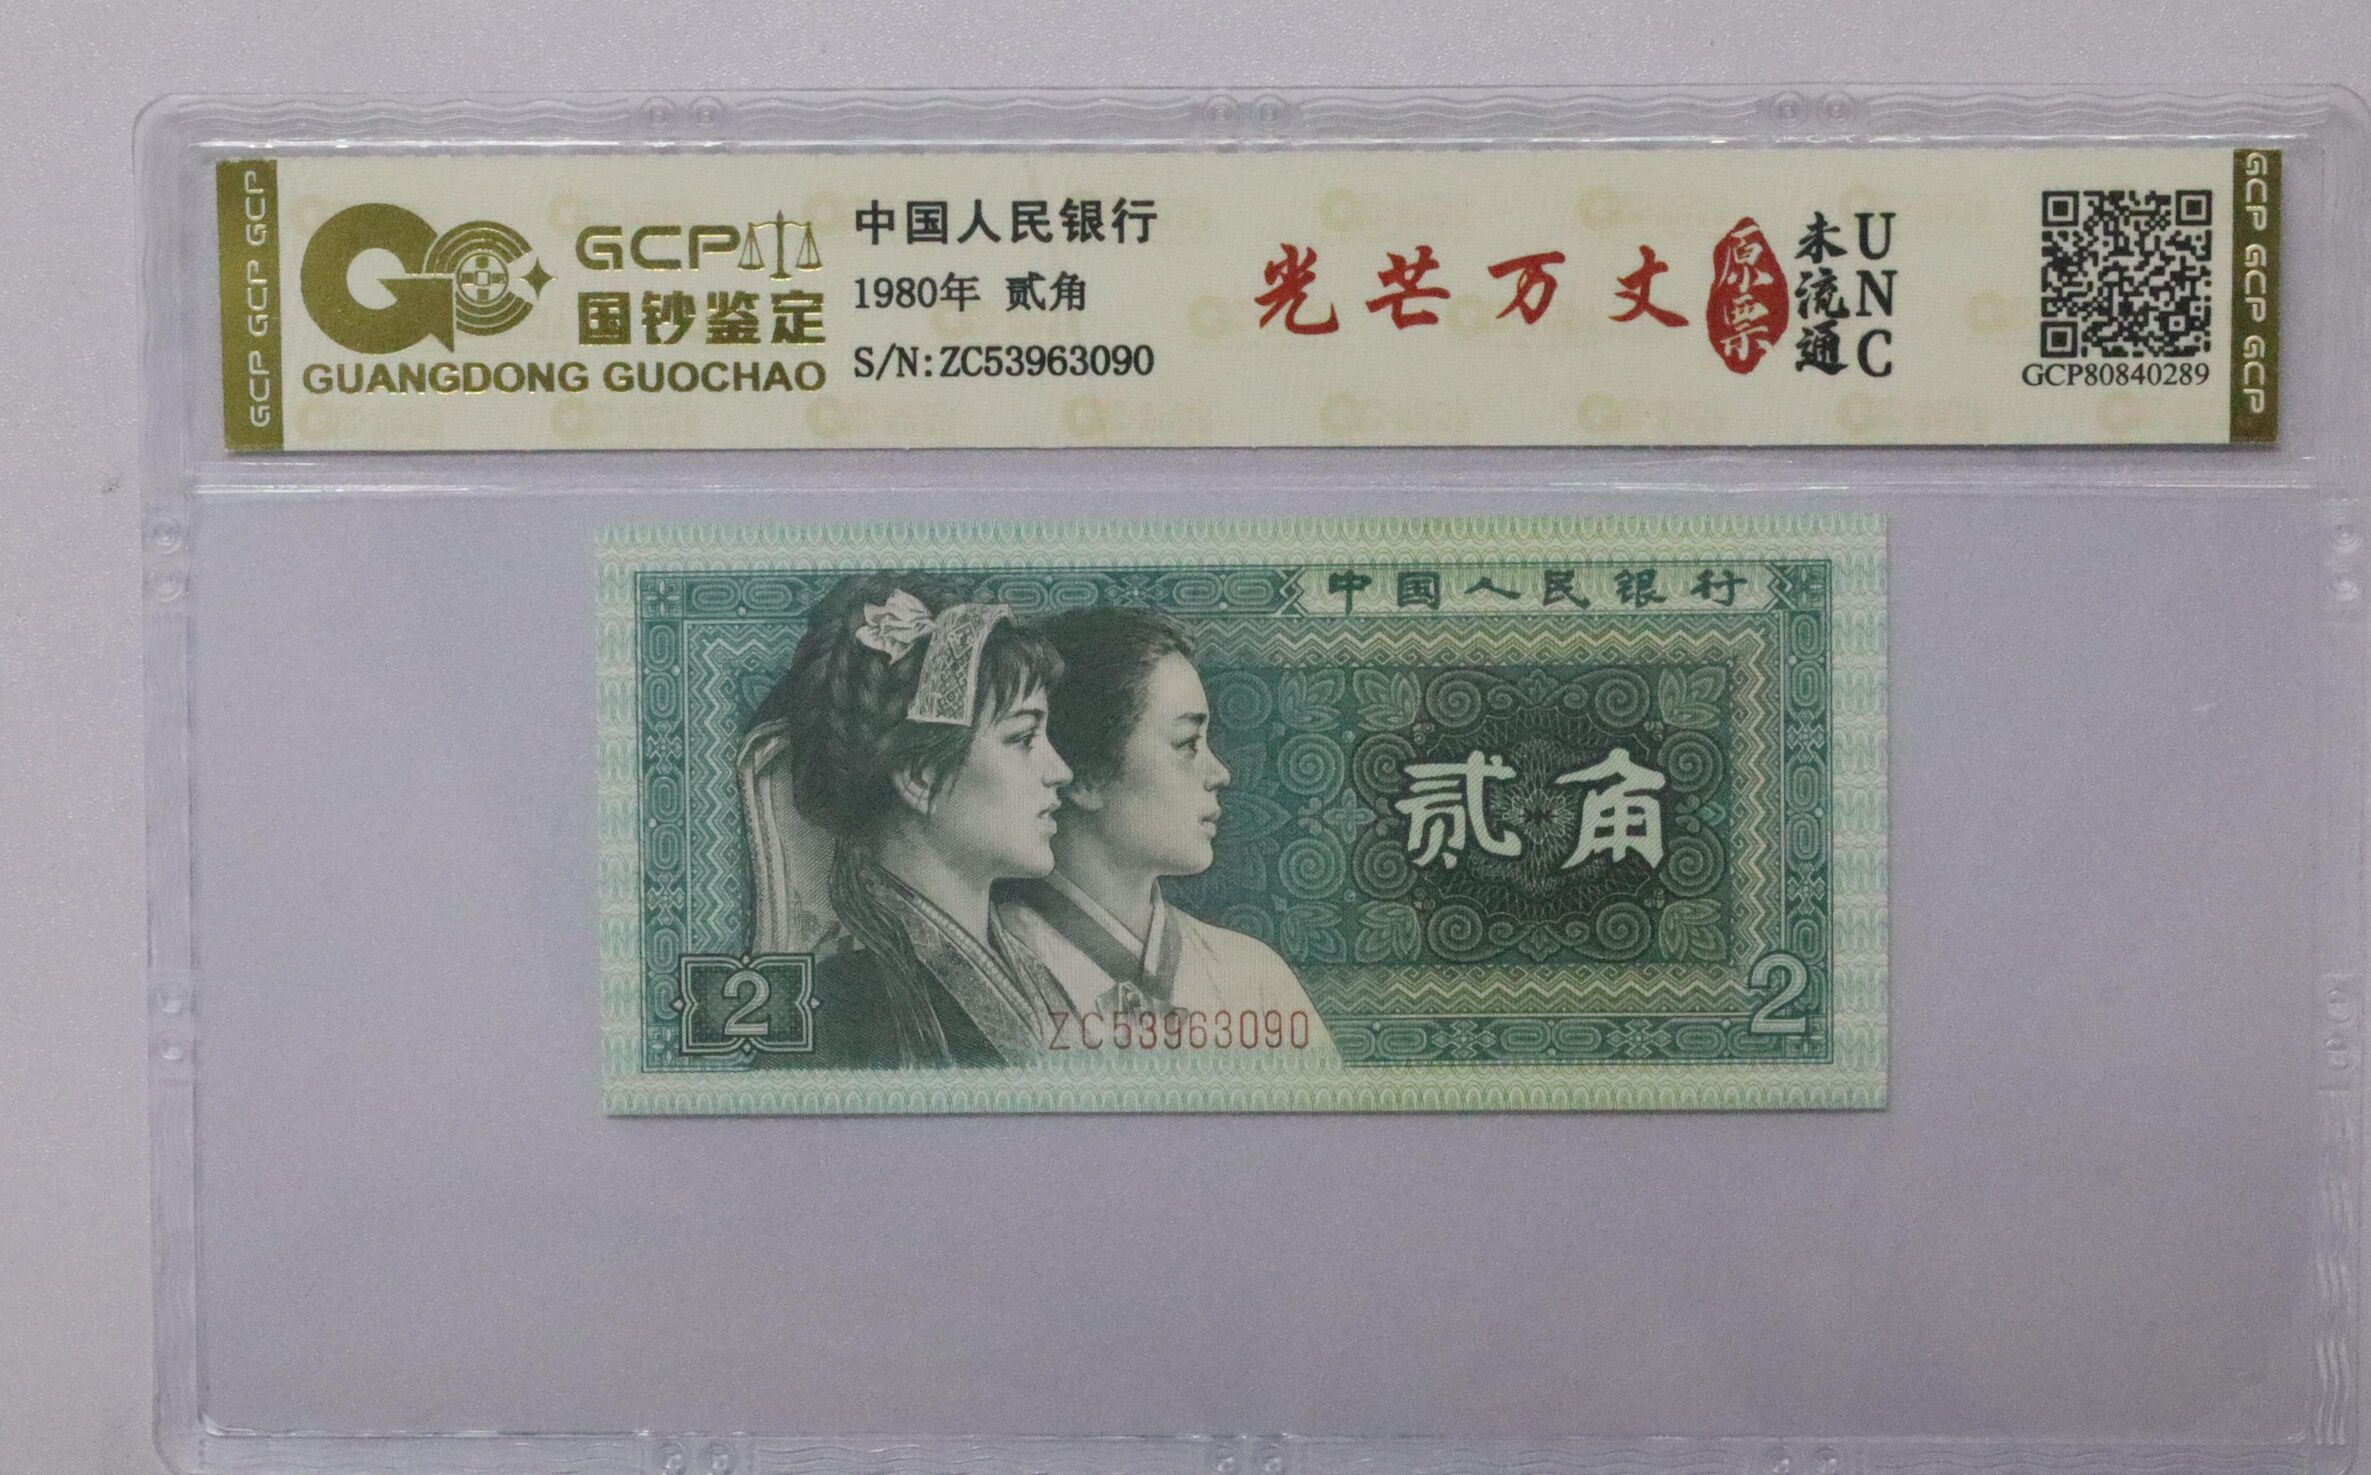 GCP GCP GCP
GCP
国钞鉴定
GUANGDONG GUOCHAO
中国人民银行
1980年 贰角
S/N:ZC53963090
光芒万丈
原票
未流通
UNC
GCP80840289
GCP GCP GCP
中国人民银行
贰角
2
ZC53963090
2